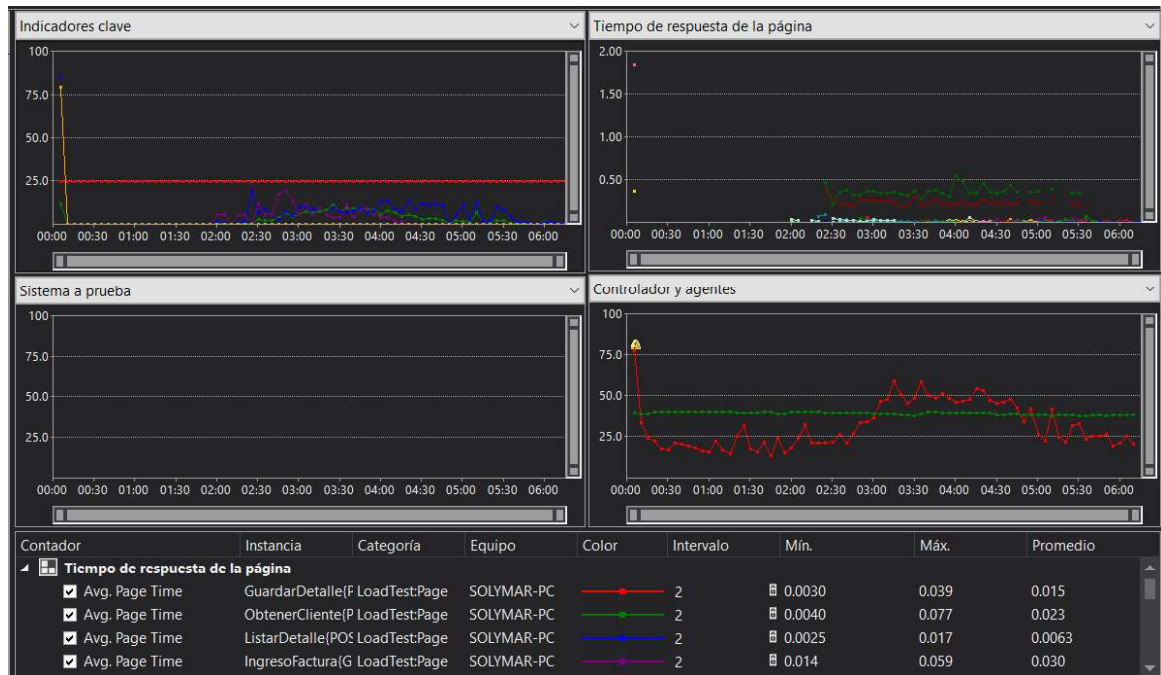 Indicadores clave
100
75.0
50.0
25.0
00:00 00:30 01:00 01:30 02:00 02:30 03:00 03:30 04:00 04:30 05:00 05:30 06:00
Tiempo de respuesta de la página
2.00
1.50
1.00
0.50
00:00 00:30 01:00 01:30 02:00 02:30 03:00 03:30 04:00 04:30 05:00 05:30 06:00
Sistema a prueba
100
75.0
50.0
25.0
00:00 00:30 01:00 01:30 02:00 02:30 03:00 03:30 04:00 04:30 05:00 05:30 06:00
Controlador y agentes
100
75.0
50.0
25.0
00:00 00:30 01:00 01:30 02:00 02:30 03:00 03:30 04:00 04:30 05:00 05:30 06:00
Contador Instancia Categoría Equipo Color Intervalo Mín. Máx. Promedio
Tiempo de respuesta de la página
Avg. Page Time GuardarDetalle{P LoadTest:Page SOLYMAR-PC 2 0.0030 0.039 0.015
Avg. Page Time ObtenerCliente{P LoadTest:Page SOLYMAR-PC 2 0.0040 0.077 0.023
Avg. Page Time ListarDetalle{POS LoadTest:Page SOLYMAR-PC 2 0.0025 0.017 0.0063
Avg. Page Time IngresoFactura{G LoadTest:Page SOLYMAR-PC 2 0.014 0.059 0.030